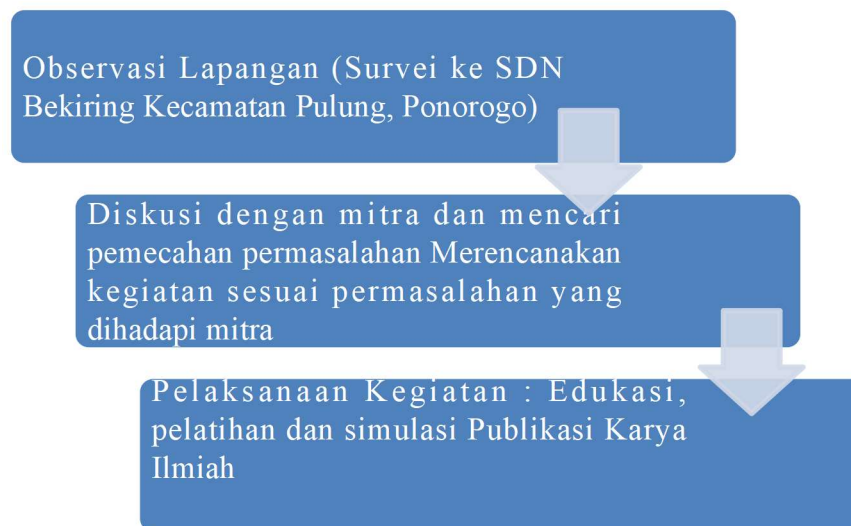 Observasi Lapangan (Survei ke SDN
Bekiring Kecamatan Pulung, Ponorogo)
Diskusi dengan mitra dan mencari
pemecahan permasalahan Merencanakan
kegiatan sesuai permasalahan yang
dihadapi mitra
Pelaksanaan Kegiatan : Edukasi,
pelatihan dan simulasi Publikasi Karya
Ilmiah